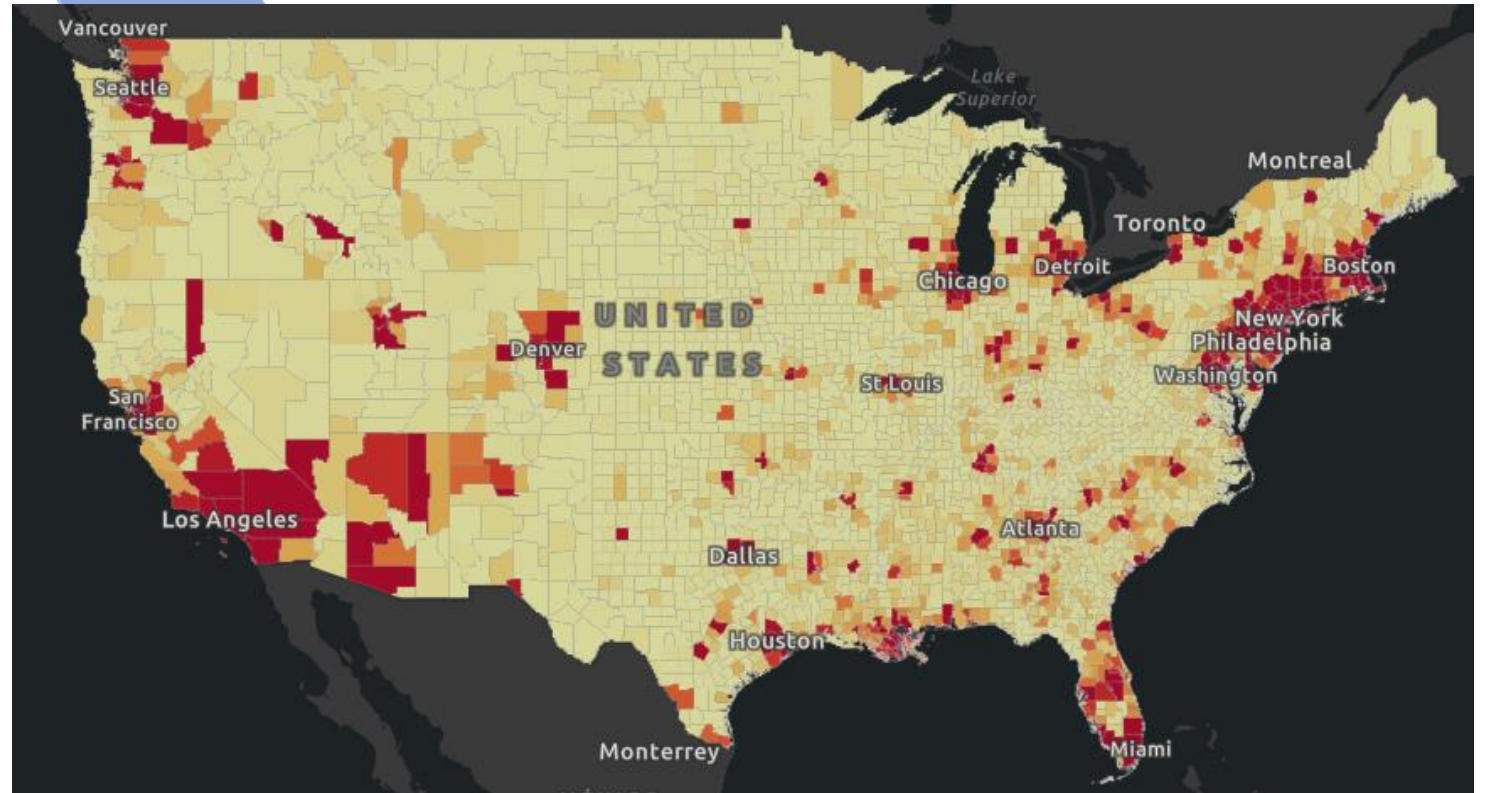 Vancouver
Seattle
Lake
Superior
Montreal
Toronto
Boston
Detroit
Chicago
UNITED
STATES
New York
Philadelphia
Denver
Washington
St Louis
San
Francisco
Los Angeles
Atlanta
Dallas
Houston
Monterrey
Miami